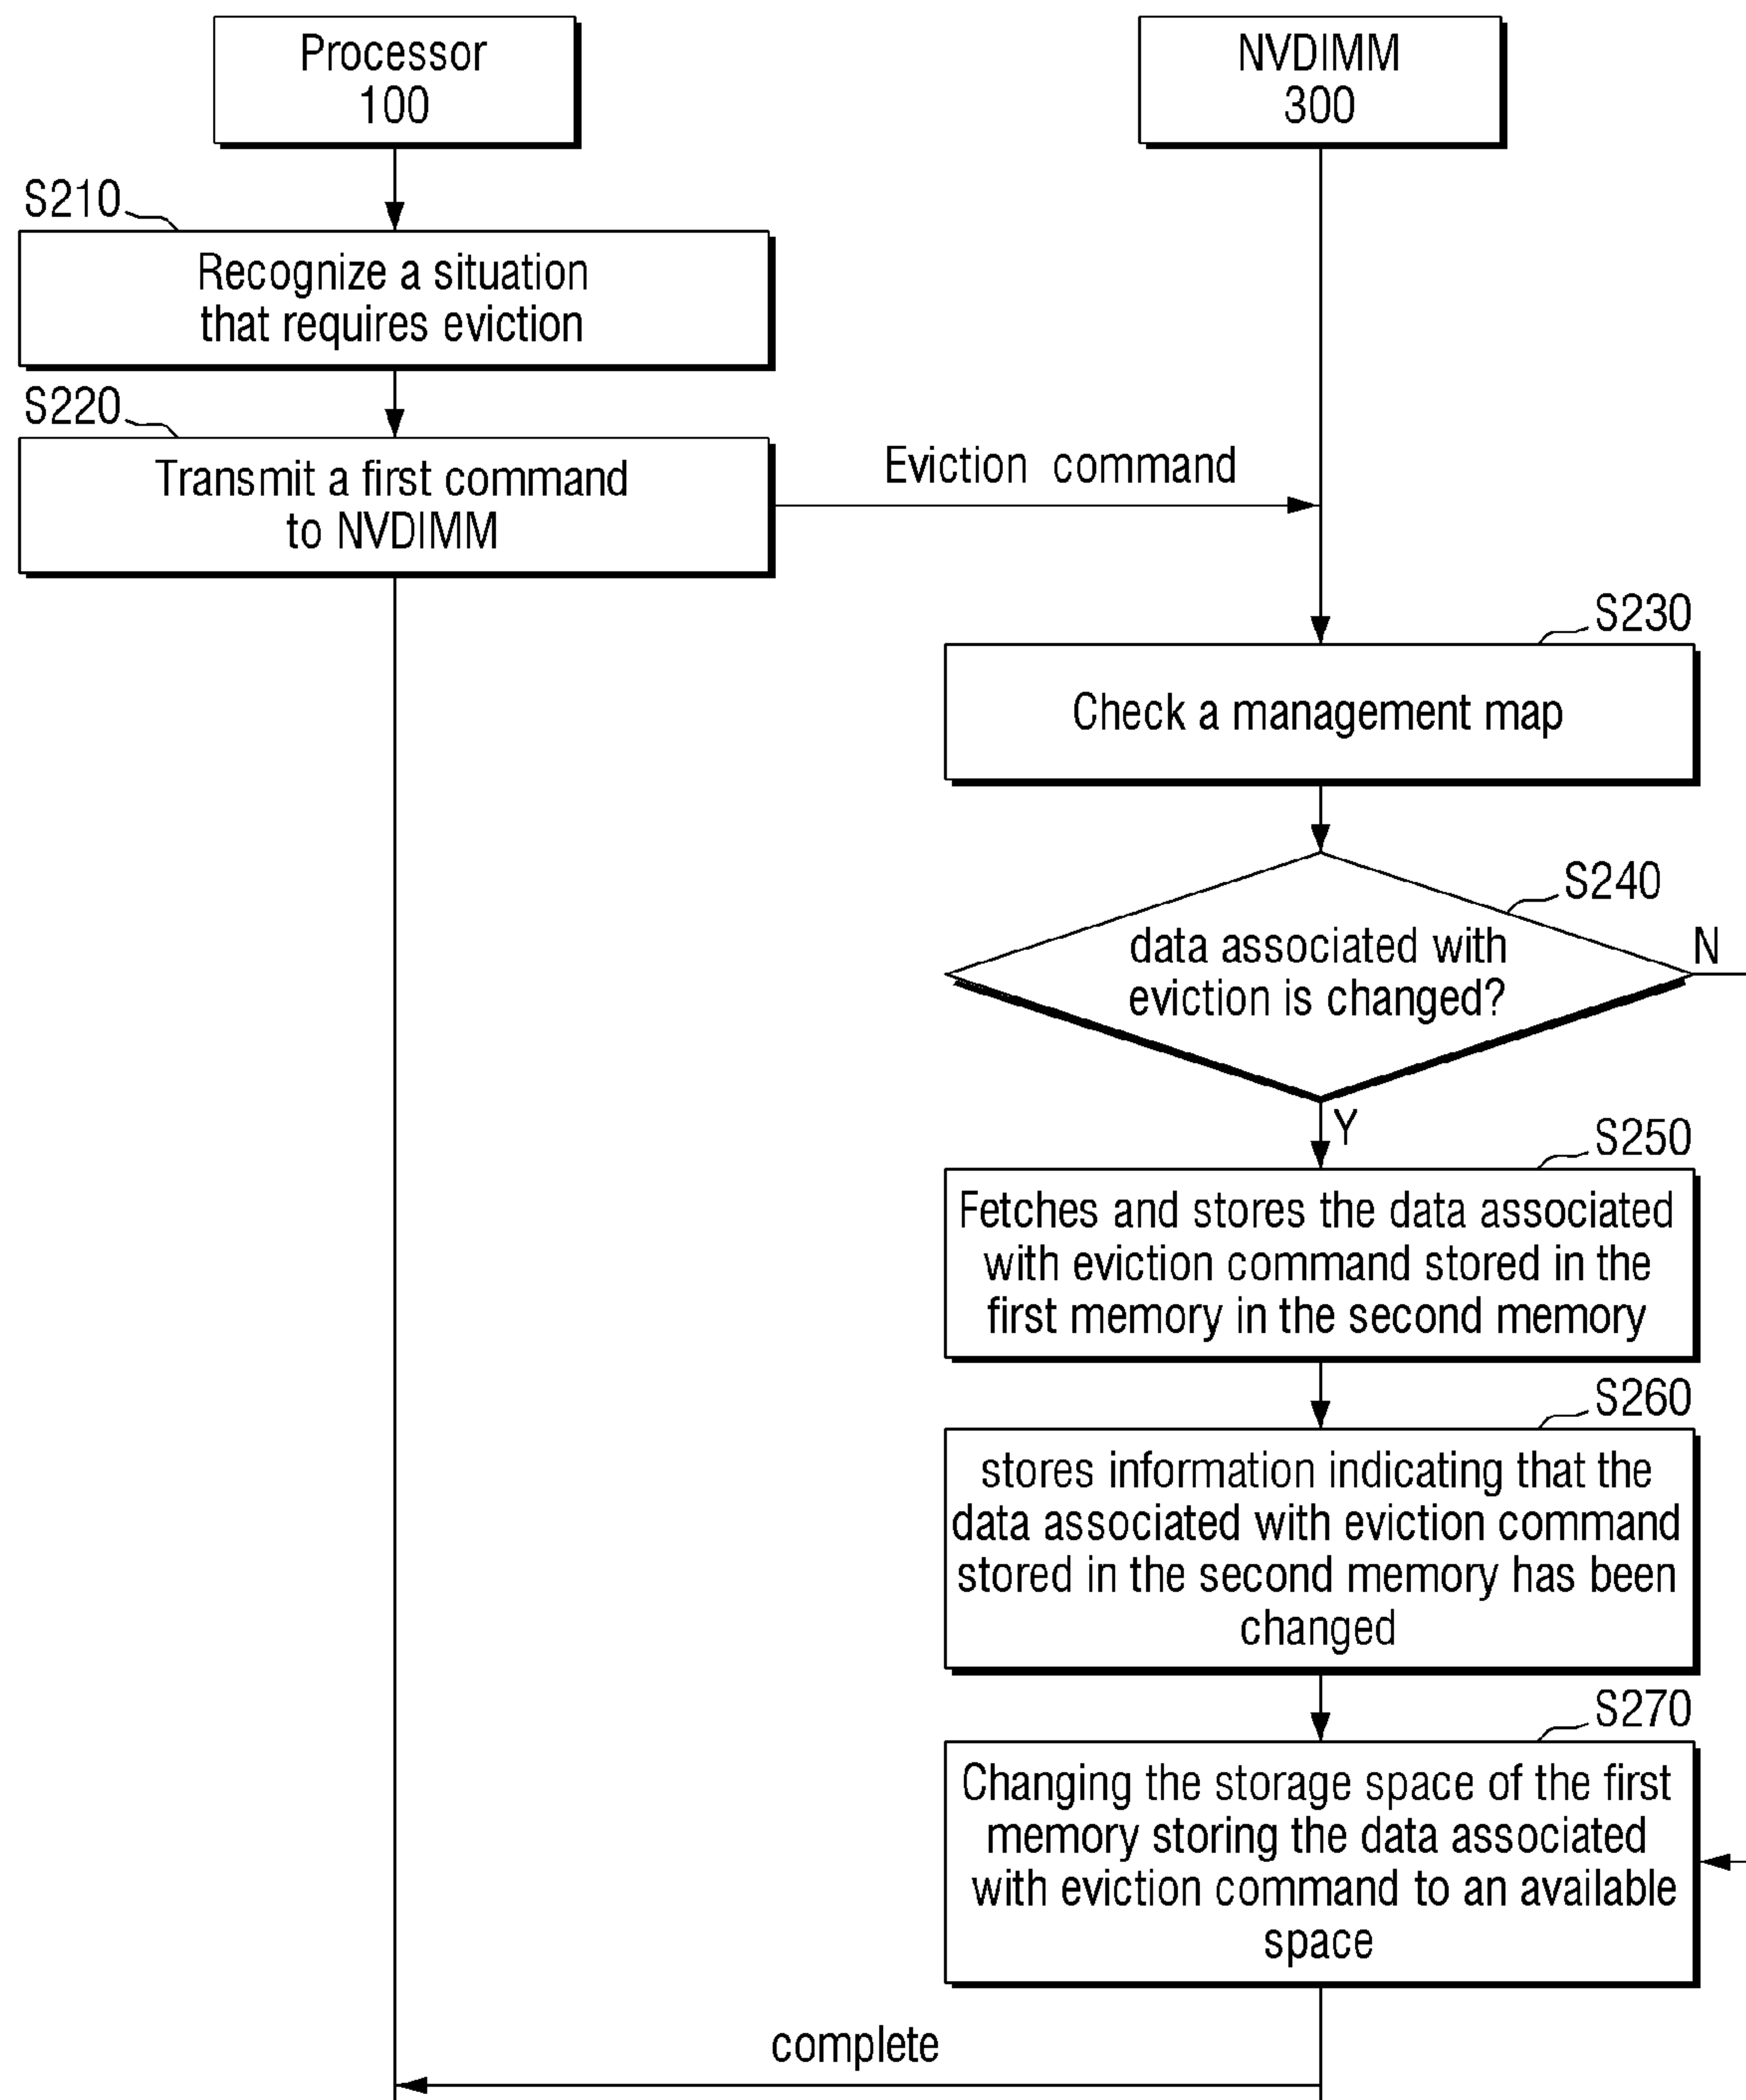 Processor
100
NVDIMM
300
S210
Recognize a situation
that requires eviction
S220
Transmit a first command
to NVDIMM
Eviction command
S230
Check a management map
S240
data associated with
eviction is changed?
N
Y
S250
Fetches and stores the data associated
with eviction command stored in the
first memory in the second memory
S260
stores information indicating that the
data associated with eviction command
stored in the second memory has been
changed
S270
Changing the storage space of the first
memory storing the data associated
with eviction command to an available
space
complete